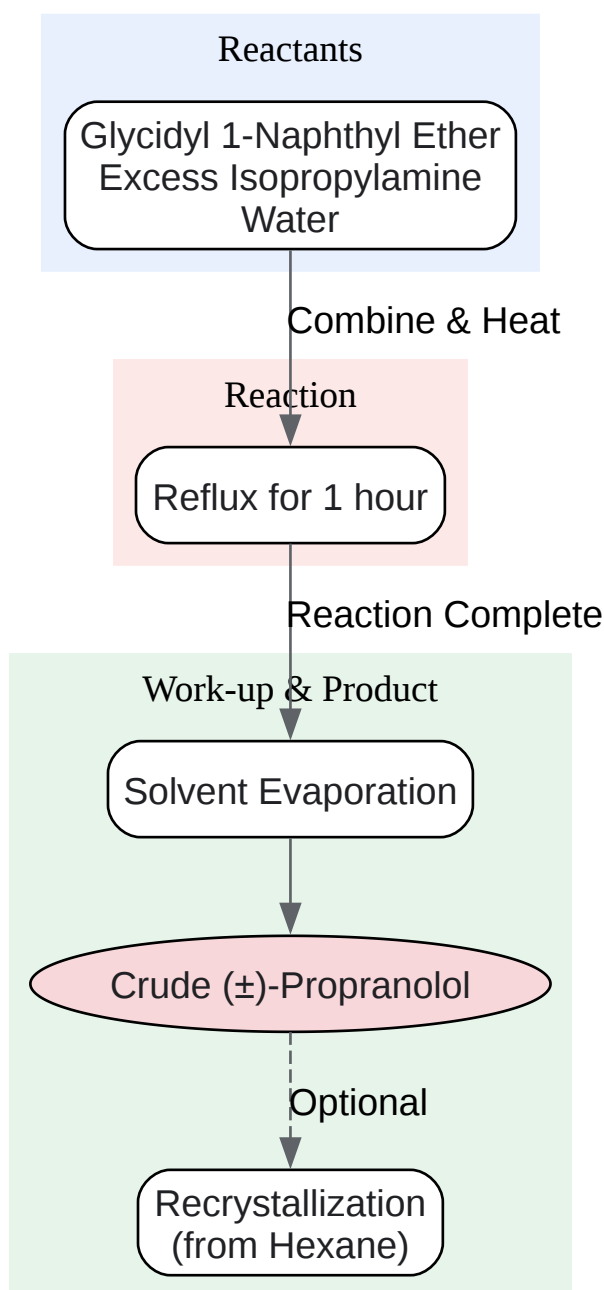 Reactants
Glycidyl 1-Naphthyl Ether
Excess Isopropylamine
Water
Combine & Heat
Reaction
Reflux for 1 hour
Reaction Complete
Work-up & Product
Solvent Evaporation
Crude (±)-Propranolol
Optional
Recrystallization
(from Hexane)